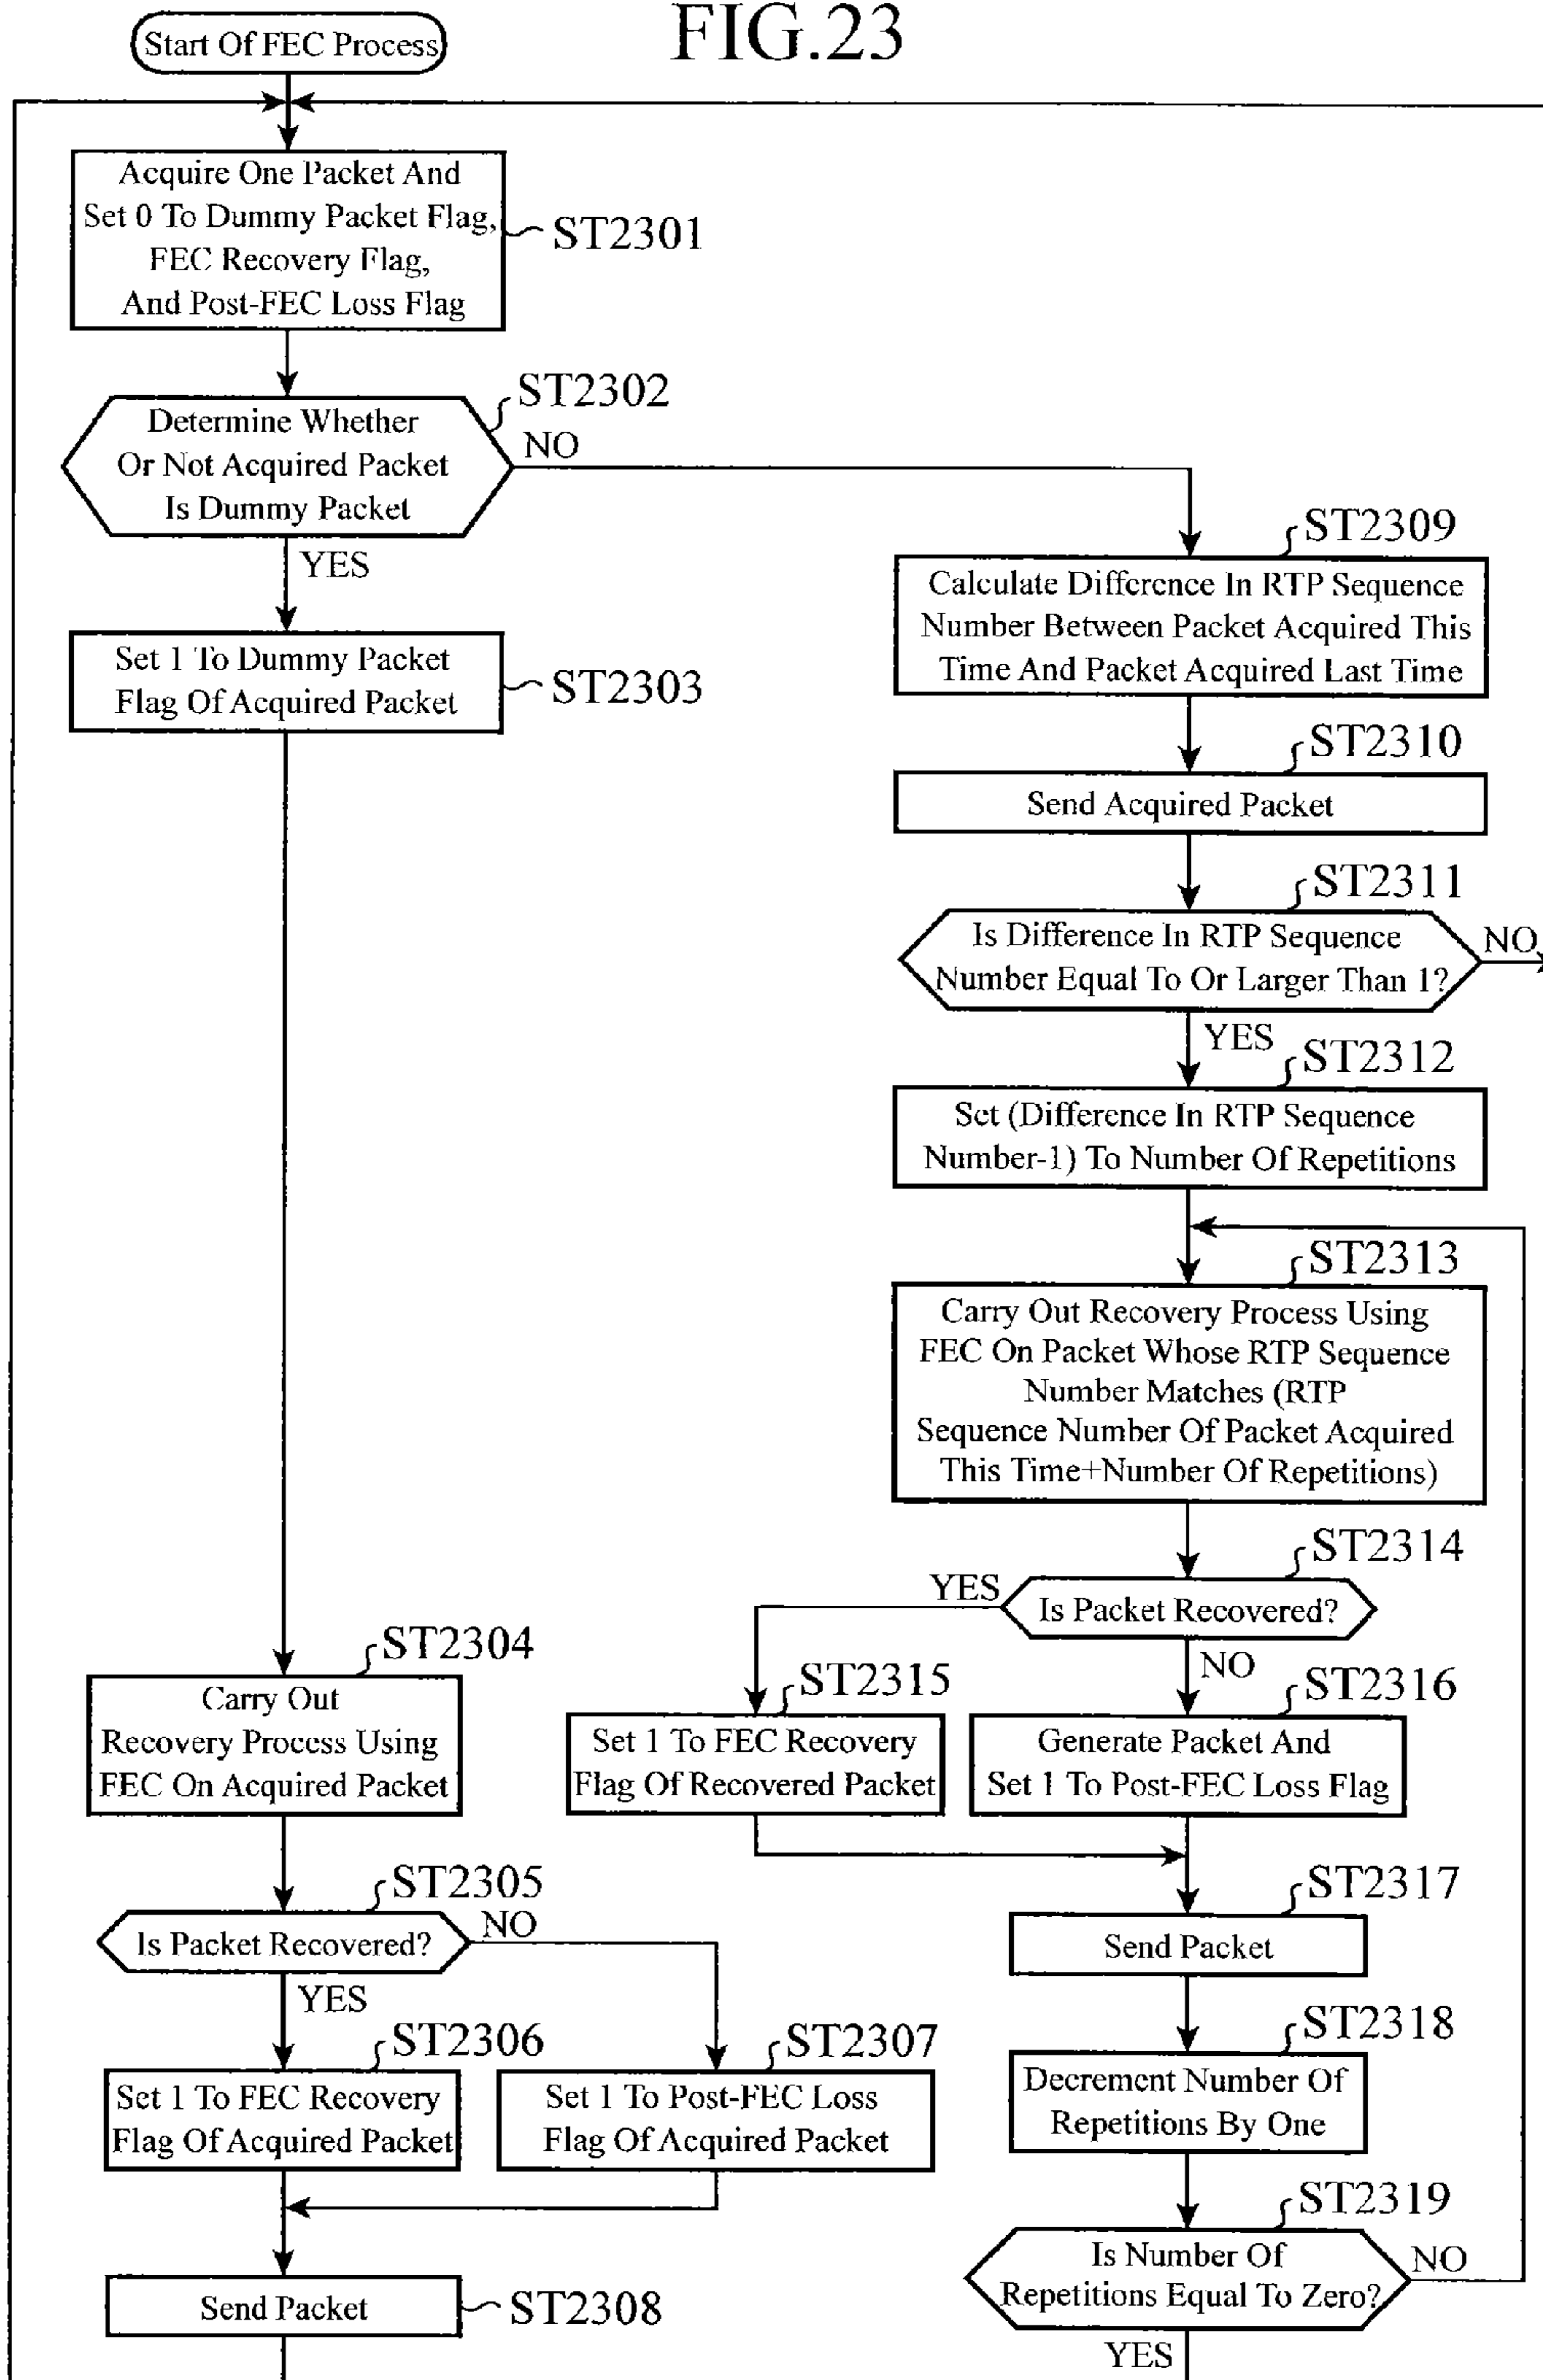 FIG.23
Start Of FEC Process
Acquire One Packet And
Set 0 To Dummy Packet Flag,
FEC Recovery Flag,
And Post-FEC Loss Flag
ST2301
ST2302
Determine Whether
Or Not Acquired Packet
Is Dummy Packet
NO
YES
Set 1 To Dummy Packet
Flag Of Acquired Packet
ST2303
ST2309
Calculate Difference In RTP Sequence
Number Between Packet Acquired This
Time And Packet Acquired Last Time
ST2310
Send Acquired Packet
ST2311
Is Difference In RTP Sequence
Number Equal To Or Larger Than 1?
NO
YES
ST2312
Set (Difference In RTP Sequence
Number-1) To Number Of Repetitions
ST2313
Carry Out Recovery Process Using
FEC On Packet Whose RTP Sequence
Number Matches (RTP
Sequence Number Of Packet Acquired
This Time+Number Of Repetitions)
ST2314
YES
Is Packet Recovered?
NO
ST2304
Carry Out
Recovery Process Using
FEC On Acquired Packet
ST2315
Set 1 To FEC Recovery
Flag Of Recovered Packet
ST2316
Generate Packet And
Set 1 To Post-FEC Loss Flag
ST2305
Is Packet Recovered?
NO
YES
ST2317
Send Packet
ST2306
Set 1 To FEC Recovery
Flag Of Acquired Packet
ST2307
Set 1 To Post-FEC Loss
Flag Of Acquired Packet
ST2318
Decrement Number Of
Repetitions By One
ST2319
Is Number Of
Repetitions Equal To Zero?
NO
YES
Send Packet
ST2308